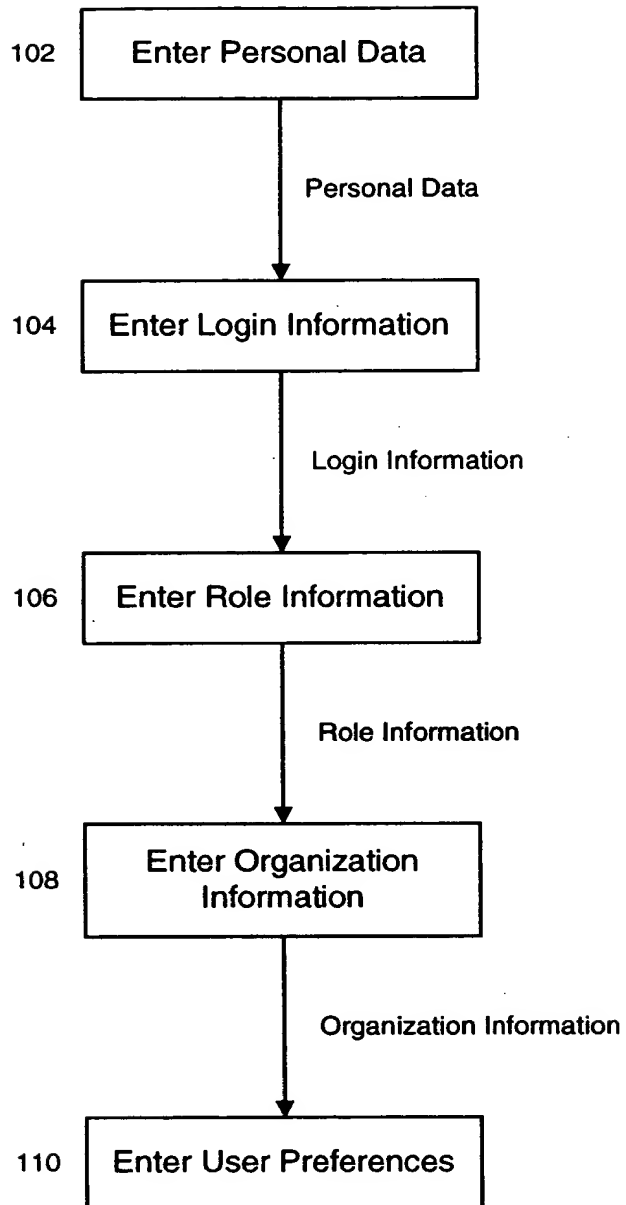 102 Enter Personal Data
Personal Data
104 Enter Login Information
Login Information
106 Enter Role Information
Role Information
108 Enter Organization
Information
Organization Information
110 Enter User Preferences